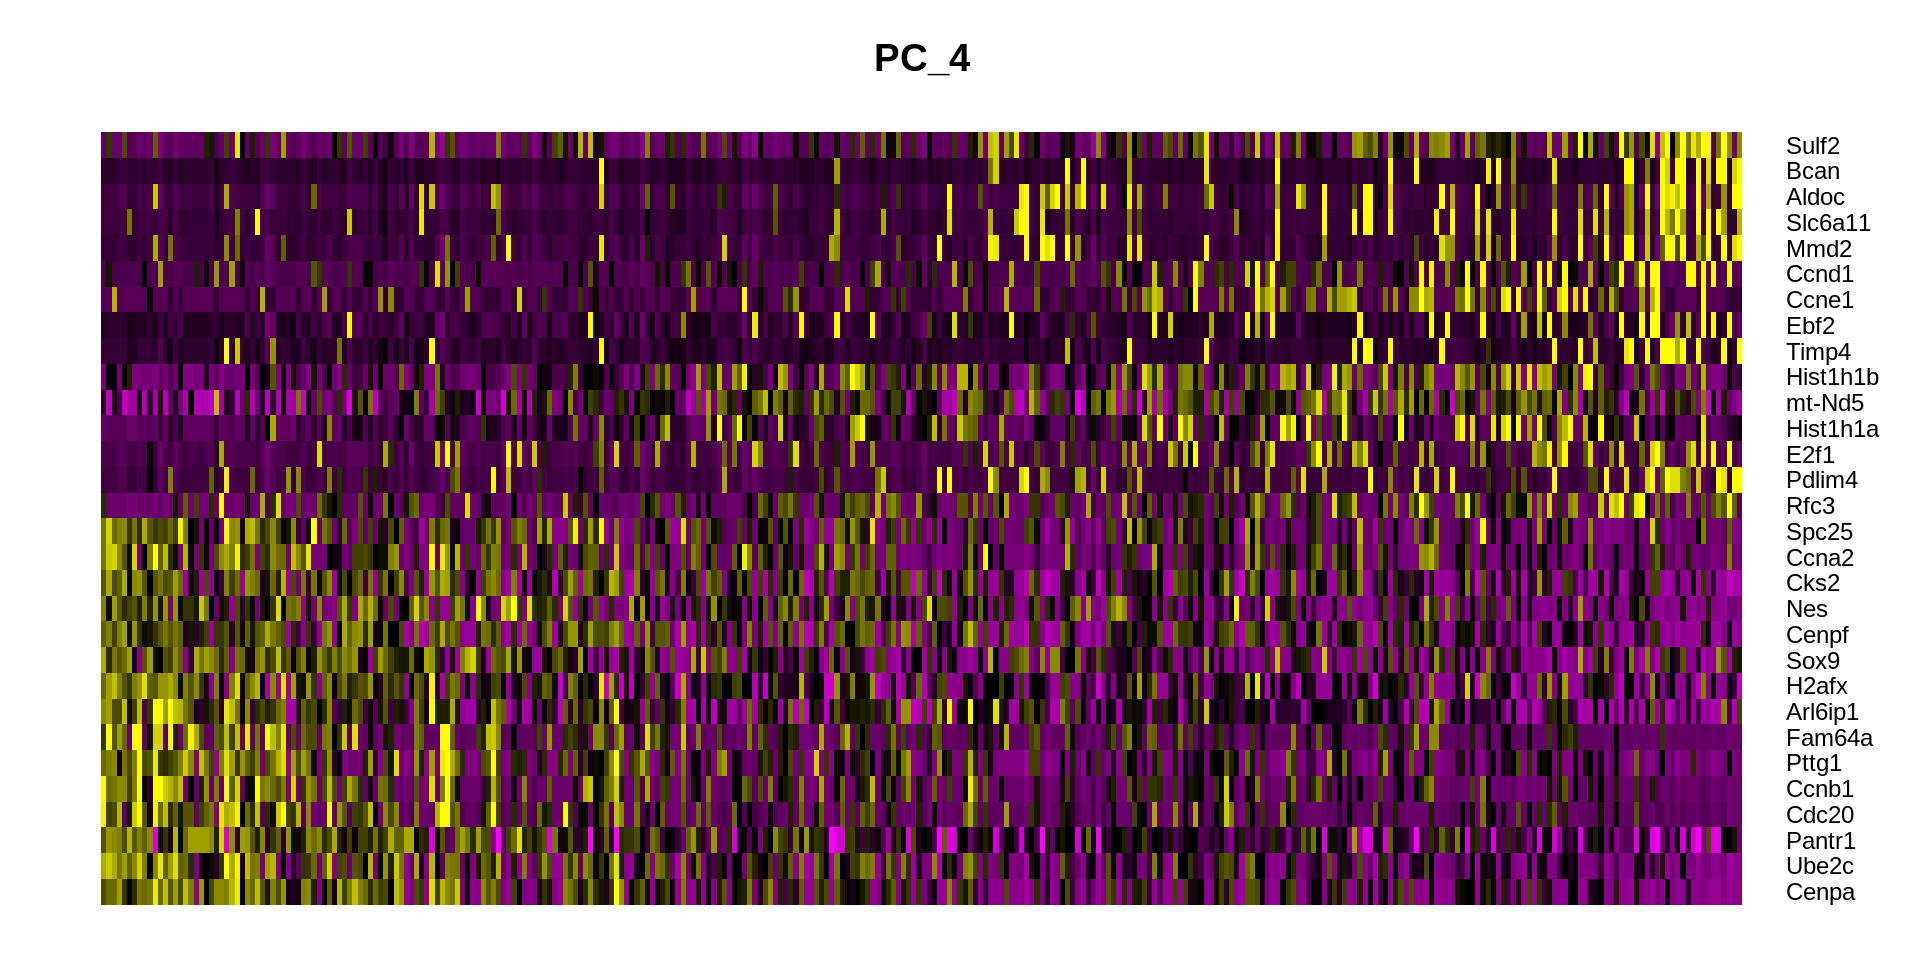 PC_4
Sulf2
Bcan
Aldoc
Slc6a11
Mmd2
Ccnd1
Ccne1
Ebf2
Timp4
Hist1h1b
mt-Nd5
Hist1h1a
E2f1
Pdlim4
Rfc3
Spc25
Ccna2
Cks2
Nes
Cenpf
Sox9
H2afx
Arl6ip1
Fam64a
Pttg1
Ccnb1
Cdc20
Pantr1
Ube2c
Cenpa